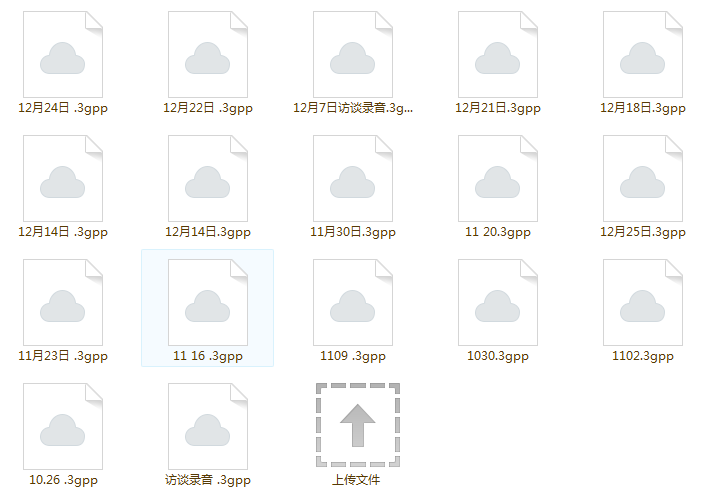 12月24日 .3gpp
12月22日 .3gpp
12月7日访谈录音.3g...
12月21日.3gpp
12月18日.3gpp
12月14日 .3gpp
12月14日.3gpp
11月30日.3gpp
11 20.3gpp
12月25日.3gpp
11月23日 .3gpp
11 16 .3gpp
1109 .3gpp
1030.3gpp
1102.3gpp
10.26 .3gpp
访谈录音 .3gpp
上传文件